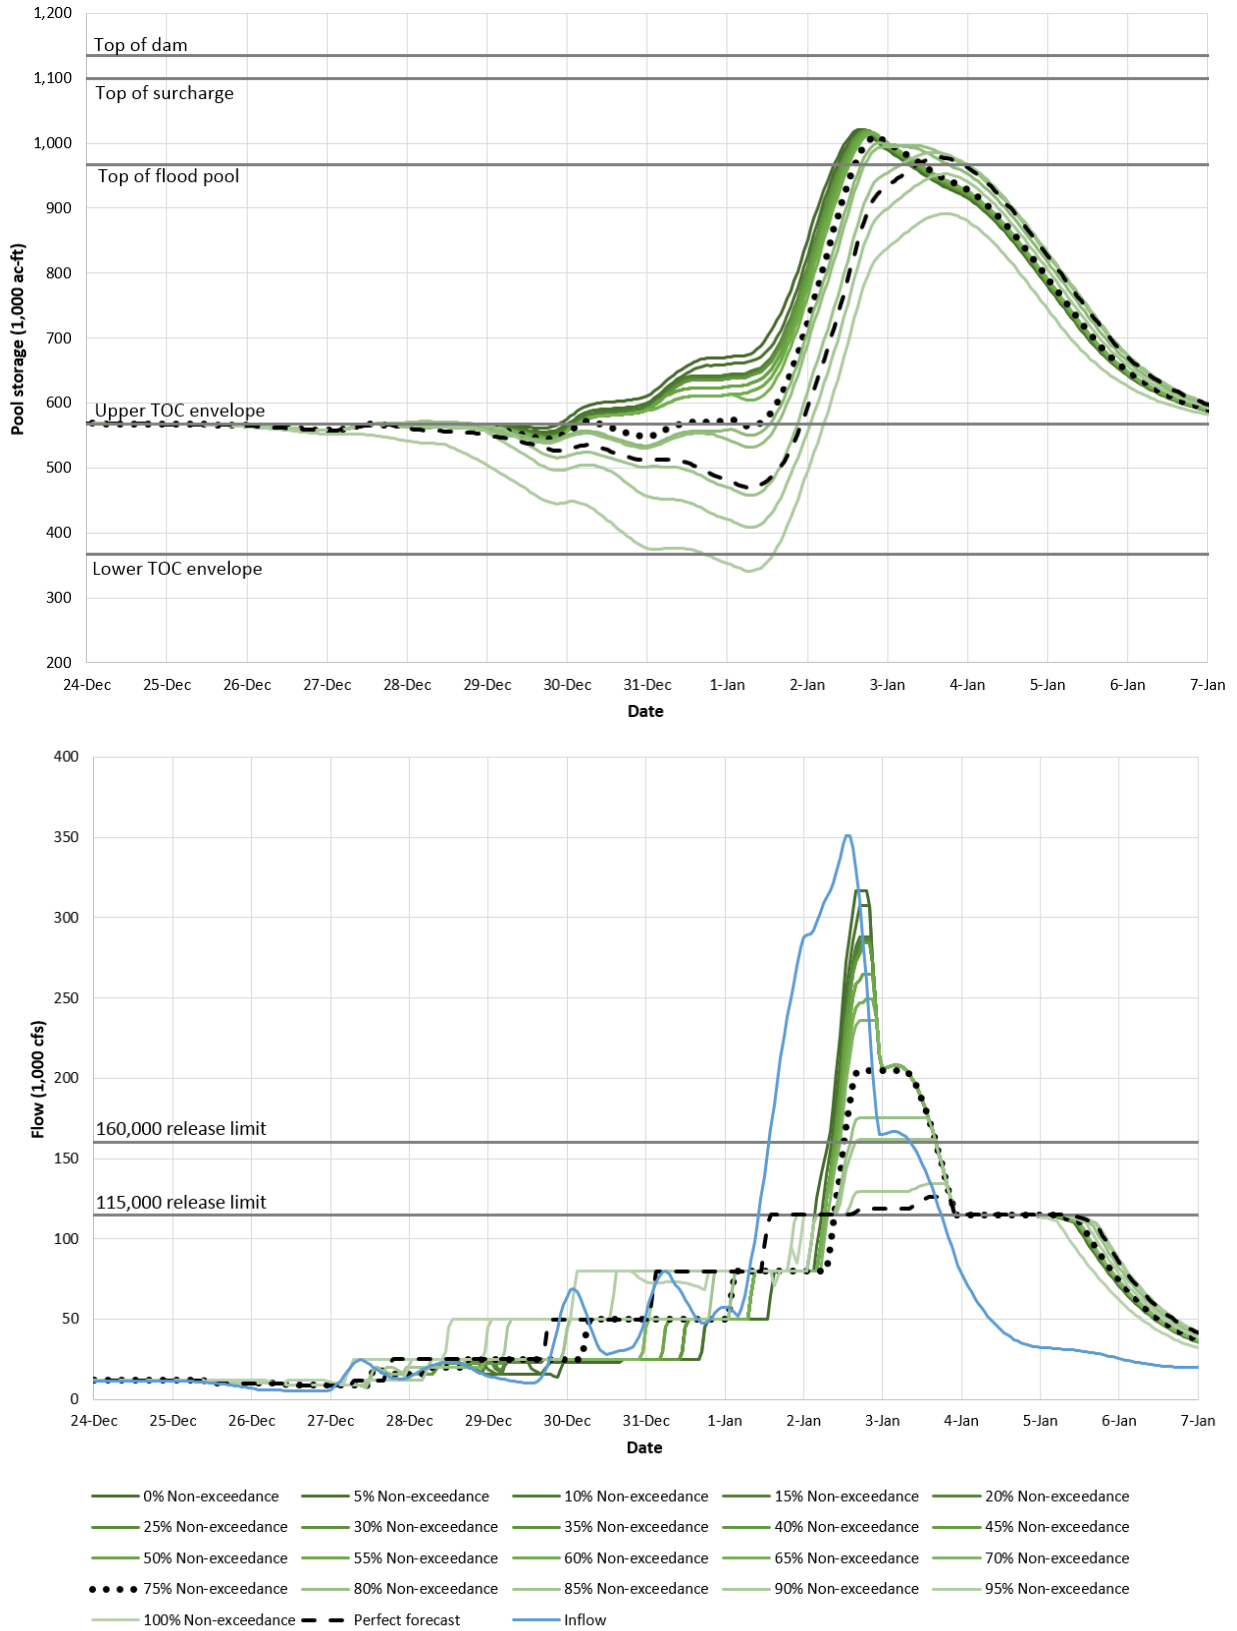 1,200
Top of dam
1,100
Top of surcharge
1,000
Top of flood pool
900
800
700
600
Upper TOC envelope
500
400
Lower TOC envelope
300
200
Pool storage (1,000 ac-ft)
24-Dec 25-Dec 26-Dec 27-Dec 28-Dec 29-Dec 30-Dec 31-Dec 1-Jan 2-Jan 3-Jan 4-Jan 5-Jan 6-Jan 7-Jan
Date
400
350
300
250
200
160,000 release limit
150
115,000 release limit
100
50
0
Flow (1,000 cfs)
24-Dec 25-Dec 26-Dec 27-Dec 28-Dec 29-Dec 30-Dec 31-Dec 1-Jan 2-Jan 3-Jan 4-Jan 5-Jan 6-Jan 7-Jan
Date
0% Non-exceedance 5% Non-exceedance 10% Non-exceedance 15% Non-exceedance 20% Non-exceedance
25% Non-exceedance 30% Non-exceedance 35% Non-exceedance 40% Non-exceedance 45% Non-exceedance
50% Non-exceedance 55% Non-exceedance 60% Non-exceedance 65% Non-exceedance 70% Non-exceedance
75% Non-exceedance 80% Non-exceedance 85% Non-exceedance 90% Non-exceedance 95% Non-exceedance
100% Non-exceedance Perfect forecast Inflow